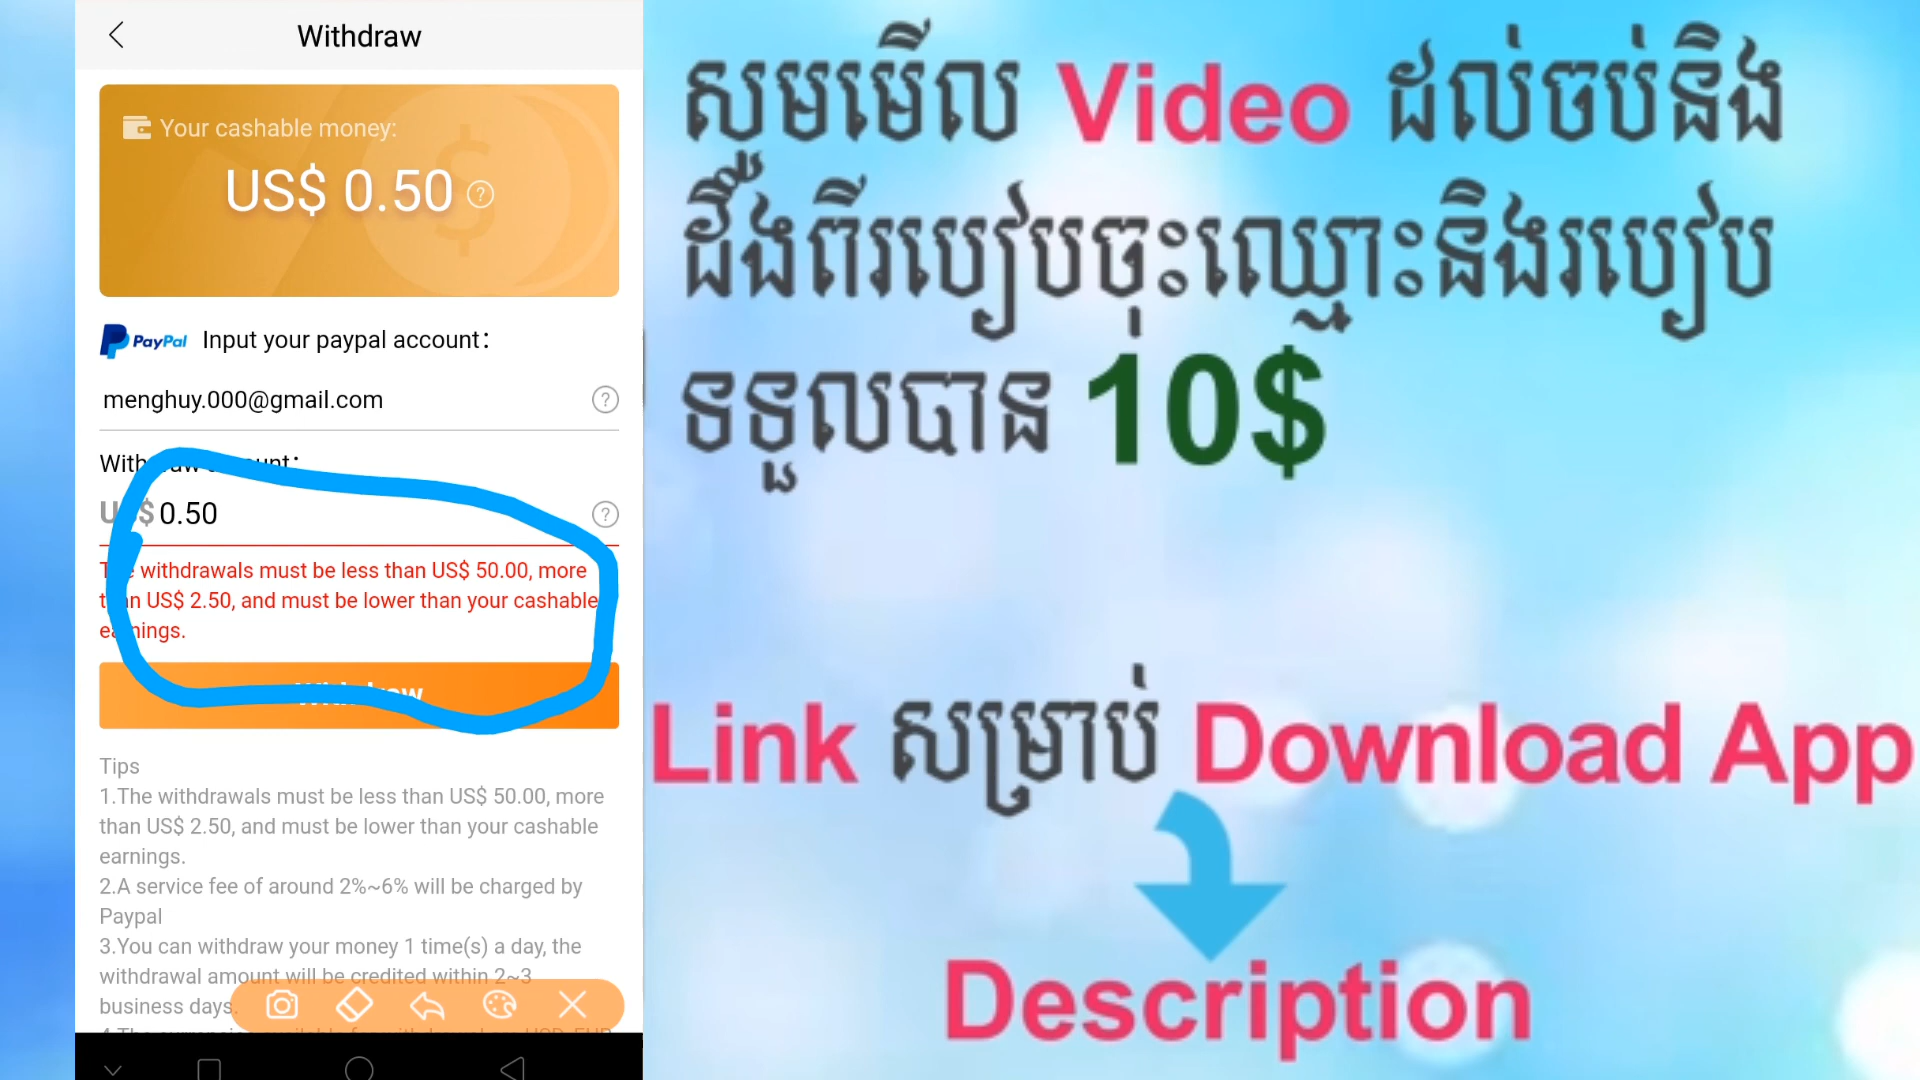 Withdraw
Your cashable money:
US$ 0.50
PayPal Input your paypal account:
menghuy.000@gmail.com
US$ 0.50
The withdrawals must be less than US$ 50.00, more
than US$ 2.50, and must be lower than your cashable
earnings.
Withdraw
Tips
1.The withdrawals must be less than US$ 50.00, more
than US$ 2.50, and must be lower than your cashable
earnings.
2.A service fee of around 2%~6% will be charged by
Paypal
3.You can withdraw your money 1 time(s) a day, the
withdrawal amount will be credited within 2~3
business days.
សូមមើល Video ដល់ចប់និង
ដឹងពីរបៀបចុះឈ្មោះនិងរបៀប
ទទួលបាន 10$
Link សម្រាប់ Download App
Description